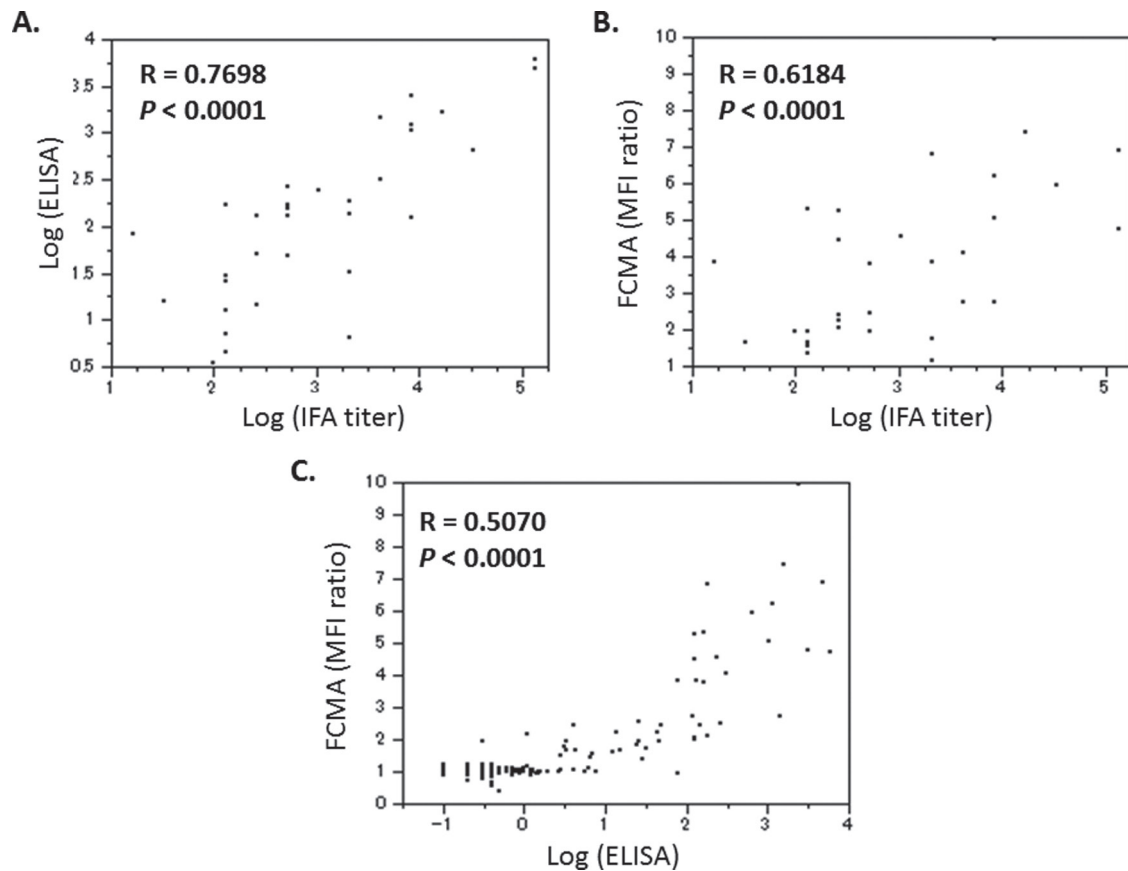 A.
R = 0.7698
P < 0.0001
Log (ELISA)
4
3.5
3
2.5
2
1.5
1
0.5
1 2 3 4 5
Log (IFA titer)
B.
R = 0.6184
P < 0.0001
FCMA (MFI ratio)
10
9
8
7
6
5
4
3
2
1
1 2 3 4 5
Log (IFA titer)
C.
R = 0.5070
P < 0.0001
FCMA (MFI ratio)
10
9
8
7
6
5
4
3
2
1
0
−1 0 1 2 3 4
Log (ELISA)